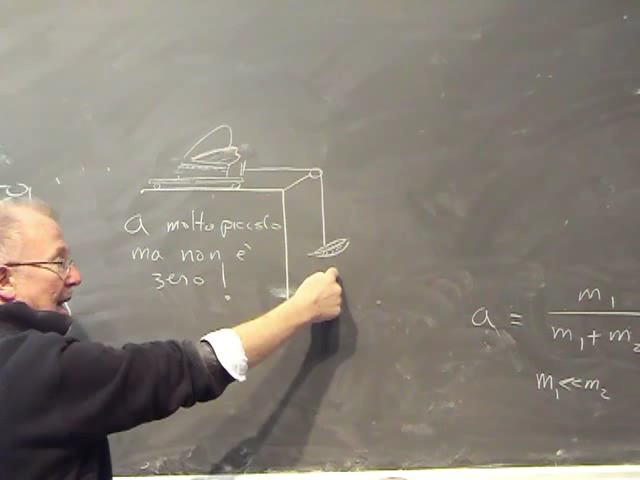 a molto piccolo
ma non è
zero!
a = m₁ / m₁ + m₂
m₁ << m₂